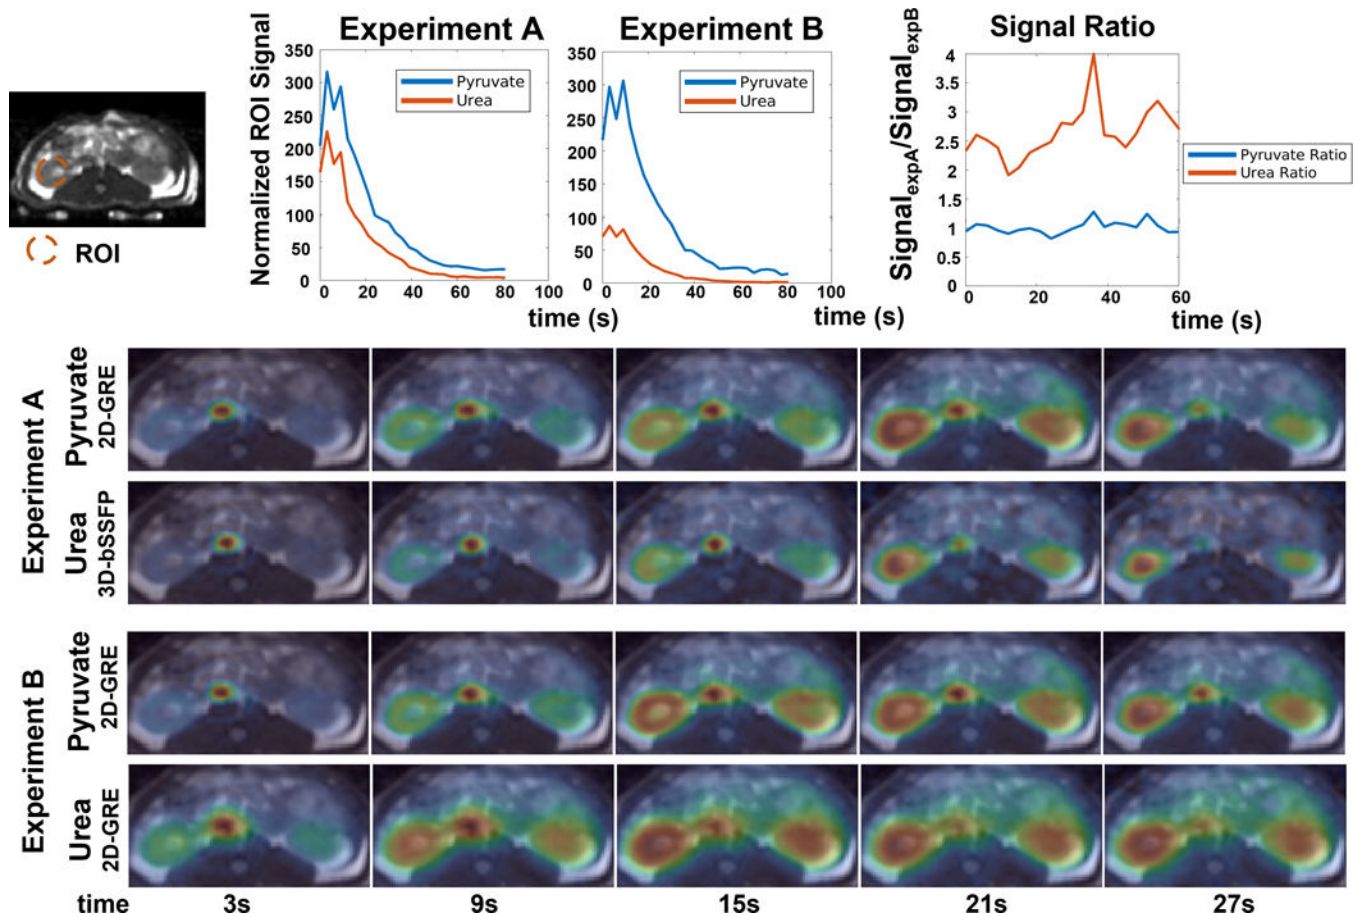 Experiment A
Experiment B
Signal Ratio
Normalized ROI Signal
350
300
250
200
150
100
50
0
0 20 40 60 80 100
time (s)
Pyruvate
Urea
350
300
250
200
150
100
50
0
0 20 40 60 80 100
time (s)
Pyruvate
Urea
Signal_expA/Signal_expB
4
3.5
3
2.5
2
1.5
1
0.5
0
0 20 40 60
time (s)
Pyruvate Ratio
Urea Ratio
ROI
Experiment A
Pyruvate
2D-GRE
Urea
3D-bSSFP
Experiment B
Pyruvate
2D-GRE
Urea
2D-GRE
time 3s 9s 15s 21s 27s